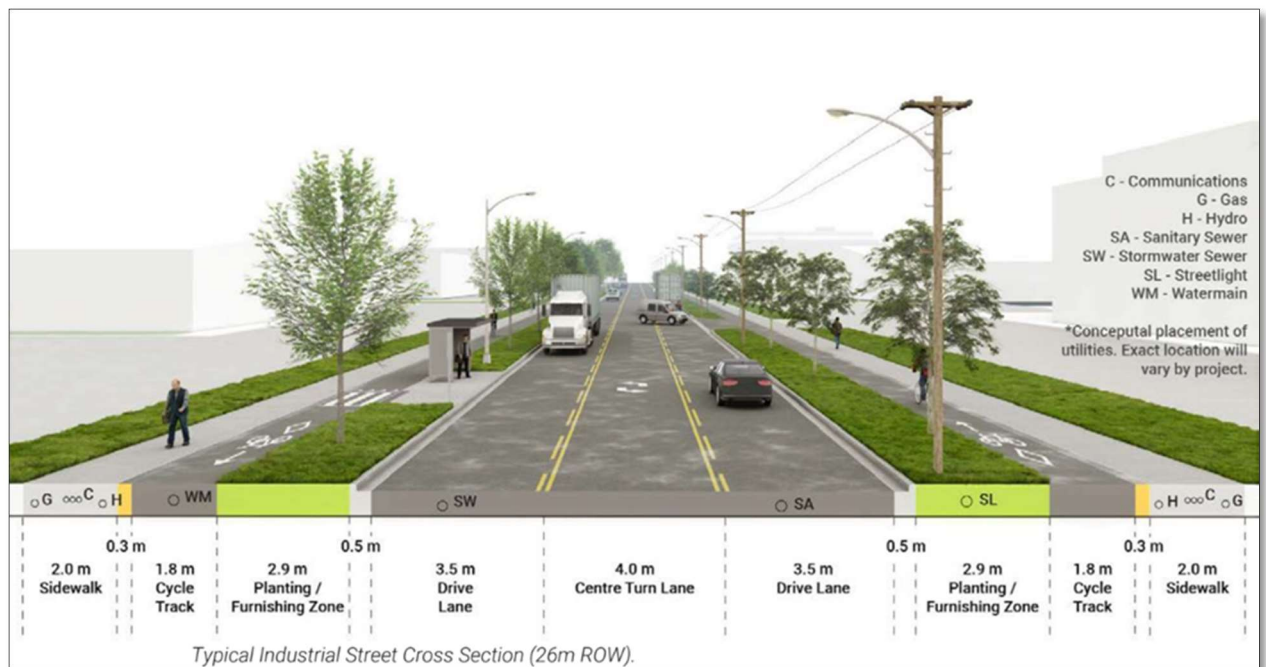 C - Communications
G - Gas
H - Hydro
SA - Sanitary Sewer
SW - Stormwater Sewer
SL - Streetlight
WM - Watermain
*Conceputal placement of
utilities. Exact location will
vary by project.
G C H WM SW SA SL H C G
0.3 m 0.5 m 0.5 m 0.3 m
2.0 m 1.8 m 2.9 m 3.5 m 4.0 m 3.5 m 2.9 m 1.8 m 2.0 m
Sidewalk Cycle Planting / Drive Centre Turn Lane Drive Lane Planting / Cycle Sidewalk
Track Furnishing Zone Lane Furnishing Zone Track
Typical Industrial Street Cross Section (26m ROW).